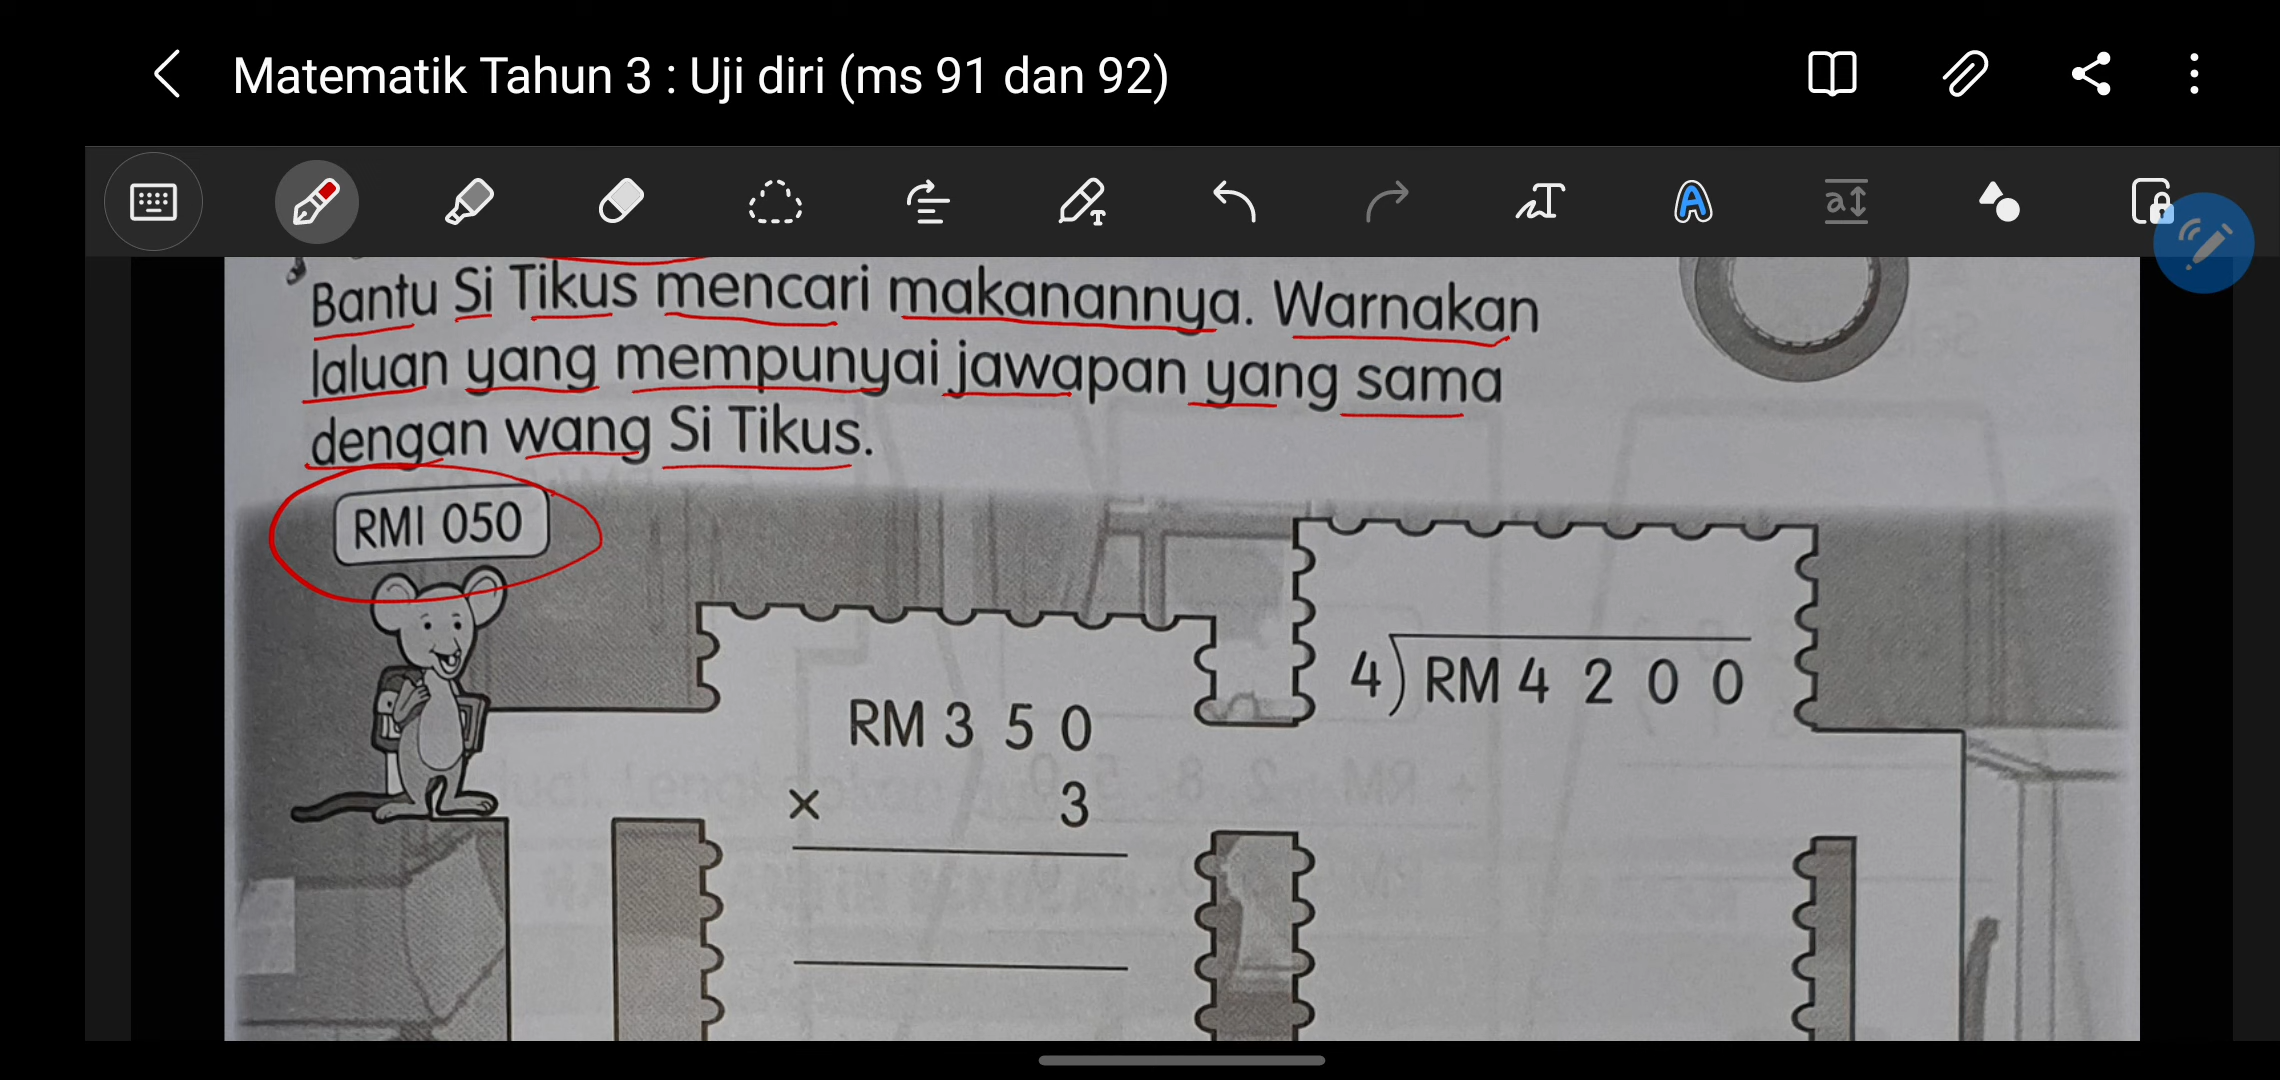 Matematik Tahun 3 : Uji diri (ms 91 dan 92)
Bantu Si Tikus mencari makanannya. Warnakan
laluan yang mempunyai jawapan yang sama
dengan wang Si Tikus.
RM1 050
4) RM 4 2 0 0
RM 3 5 0
× 3